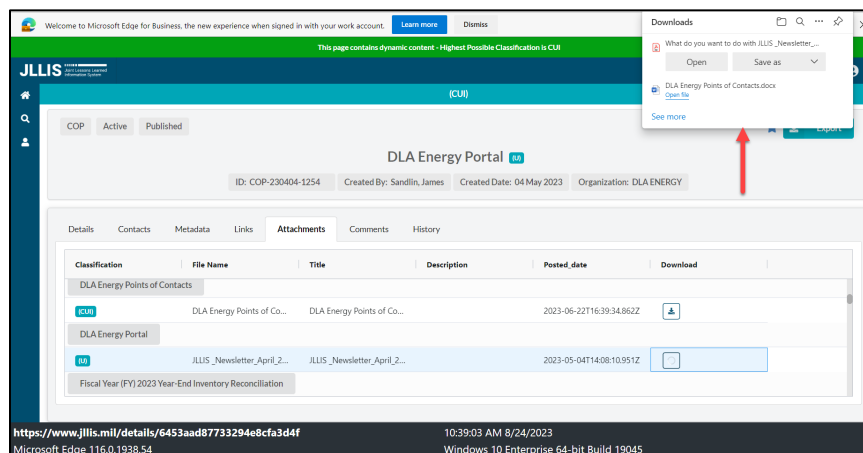 Welcome to Microsoft Edge for Business, the new experience when signed in with your work account. Learn more Dismiss
Downloads
This page contains dynamic content - Highest Possible Classification is CUI
What do you want to do with JLLIS _Newsletter_...
Open Save as
JLLIS Joint Lessons Learned
Information System
DLA Energy Points of Contacts.docx
Open file
(CUI)
See more
COP Active Published
Export
DLA Energy Portal (U)
ID: COP-230404-1254 Created By: Sandlin, James Created Date: 04 May 2023 Organization: DLA ENERGY
Details Contacts Metadata Links Attachments Comments History
Classification File Name Title Description Posted_date Download
DLA Energy Points of Contacts
(CUI) DLA Energy Points of Co... DLA Energy Points of Co... 2023-06-22T16:39:34.862Z
DLA Energy Portal
(U) JLLIS _Newsletter_April_2... JLLIS _Newsletter_April_2... 2023-05-04T14:08:10.951Z
Fiscal Year (FY) 2023 Year-End Inventory Reconciliation
https://www.jllis.mil/details/6453aad87733294e8cfa3d4f 10:39:03 AM 8/24/2023
Microsoft Edge 116.0.1938.54 Windows 10 Enterprise 64-bit Build 19045